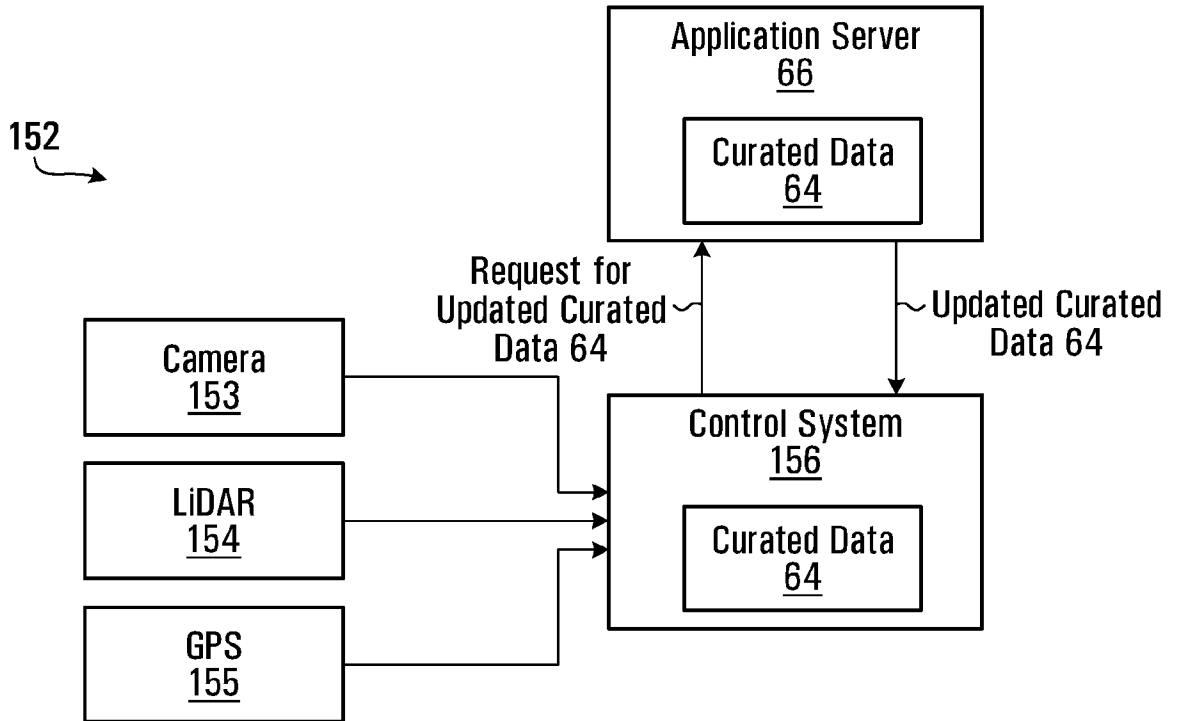 Application Server
66
Curated Data
64
152
Request for
Updated Curated
Data 64
Updated Curated
Data 64
Camera
153
LiDAR
154
GPS
155
Control System
156
Curated Data
64